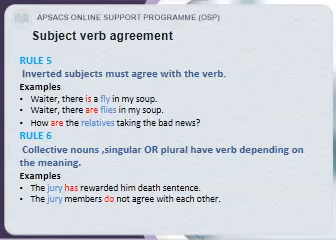 APSACS ONLINE SUPPORT PROGRAMME (OSP)
Subject verb agreement
RULE 5
Inverted subjects must agree with the verb.
Examples
• Waiter, there is a fly in my soup.
• Waiter, there are flies in my soup.
• How are the relatives taking the bad news?
RULE 6
Collective nouns ,singular OR plural have verb depending on
the meaning.
Examples
• The jury has rewarded him death sentence.
• The jury members do not agree with each other.